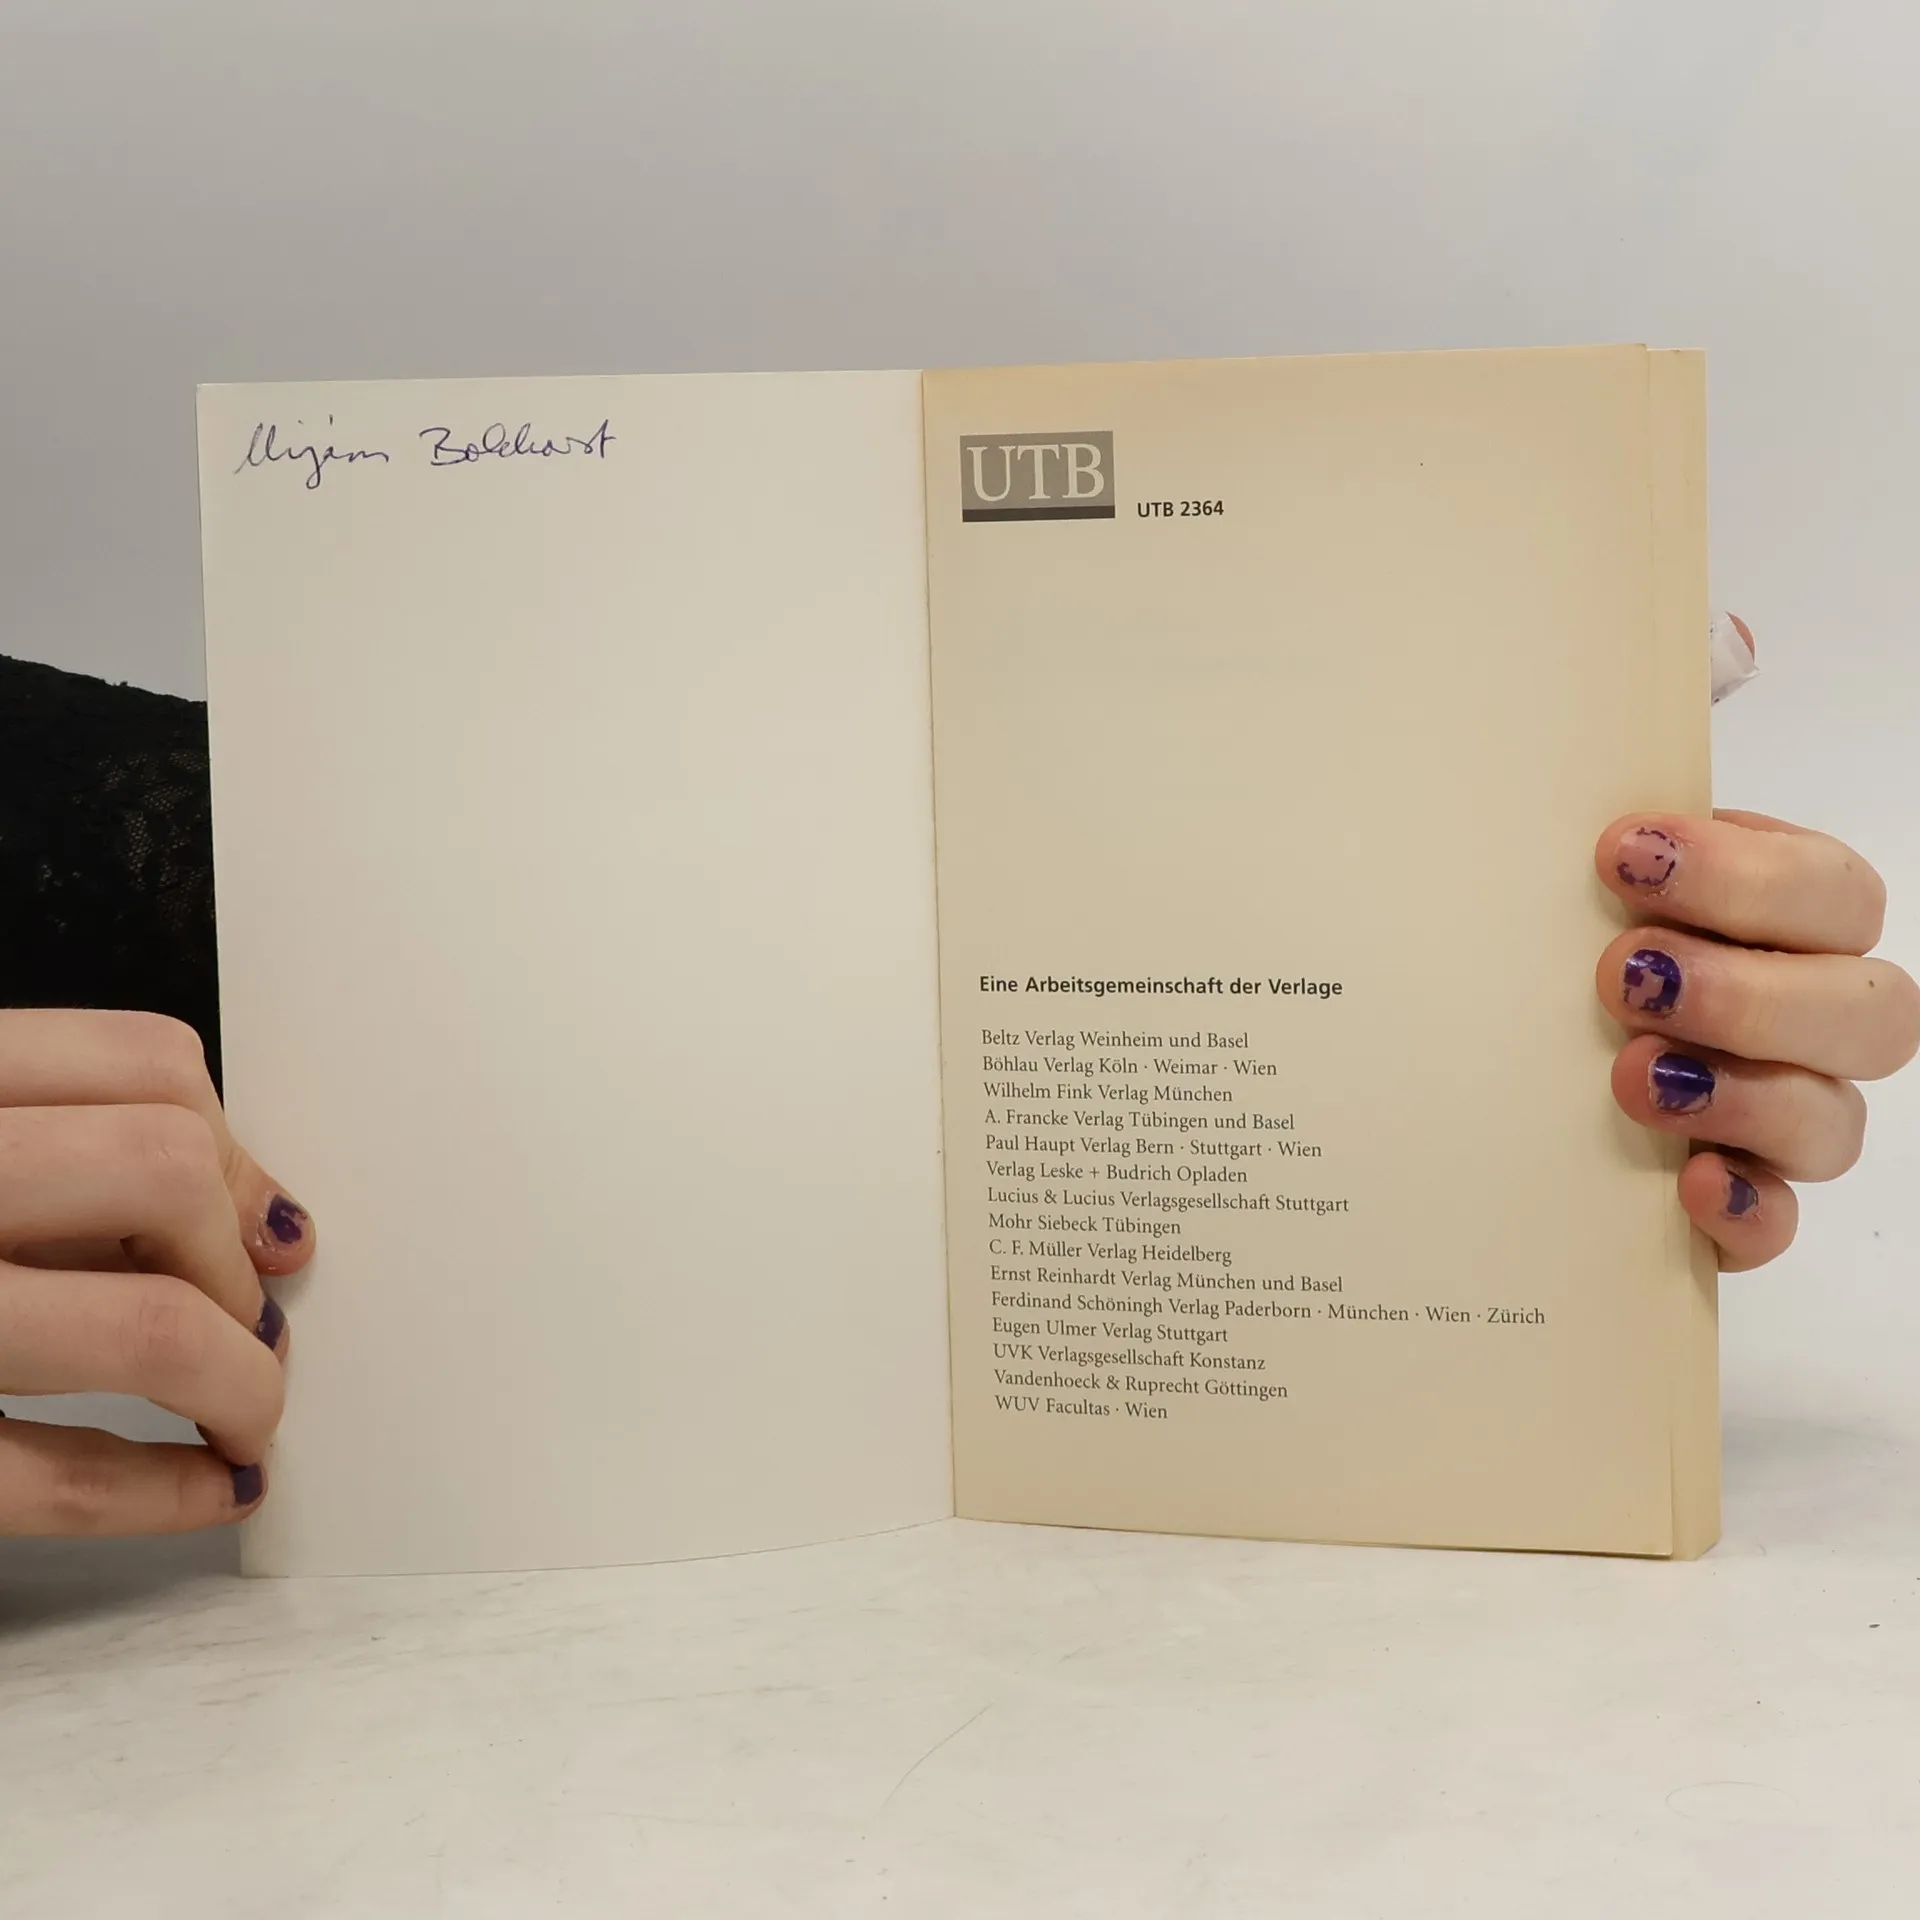 Mirjam
UTB
UTB 2364
Eine Arbeitsgemeinschaft der Verlage
Beltz Verlag Weinheim und Basel
Böhlau Verlag Köln · Weimar · Wien
Wilhelm Fink Verlag München
A. Francke Verlag Tübingen und Basel
Paul Haupt Verlag Bern · Stuttgart · Wien
Verlag Leske + Budrich Opladen
Lucius & Lucius Verlagsgesellschaft Stuttgart
Mohr Siebeck Tübingen
C. F. Müller Verlag Heidelberg
Ernst Reinhardt Verlag München und Basel
Ferdinand Schöningh Verlag Paderborn · München · Wien · Zürich
Eugen Ulmer Verlag Stuttgart
UVK Verlagsgesellschaft Konstanz
Vandenhoeck & Ruprecht Göttingen
WUV Facultas · Wien